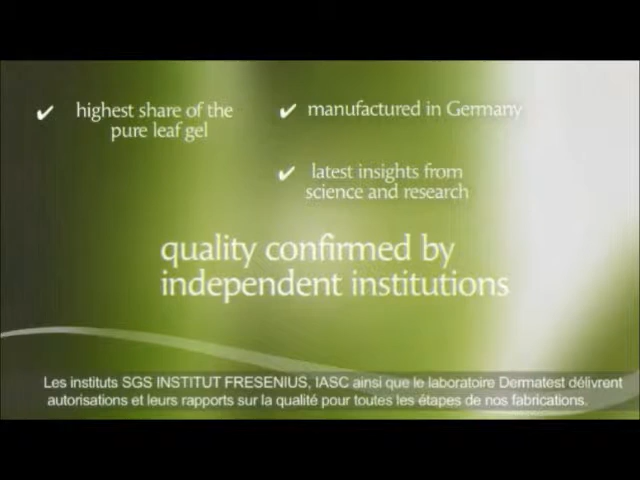 ✔ highest share of the
pure leaf gel
✔ manufactured in Germany
✔ latest insights from
science and research
quality confirmed by
independent institutions
Les instituts SGS INSTITUT FRESENIUS, IASC ainsi que le laboratoire Dermatest délivrent
autorisations et leurs rapports sur la qualité pour toutes les étapes de nos fabrications.